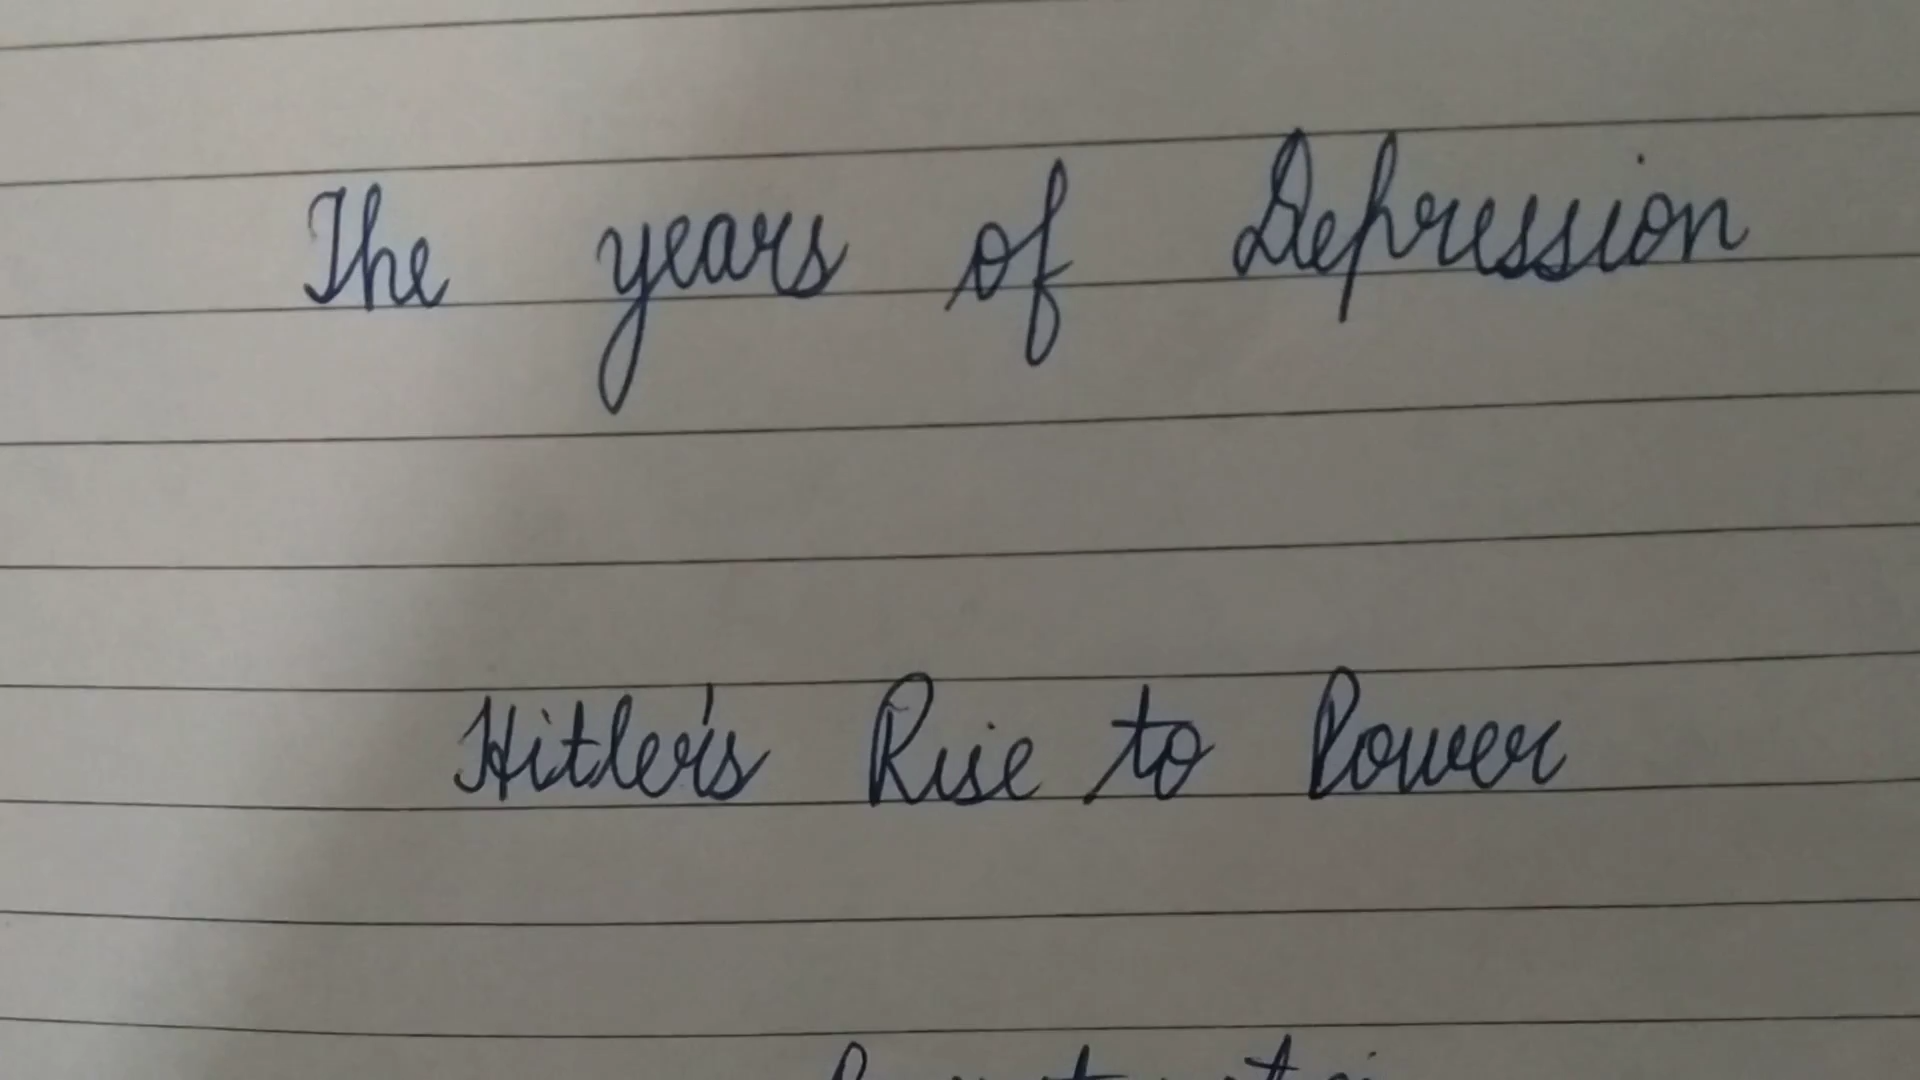 The years of Depression
Hitler's Rise to Power